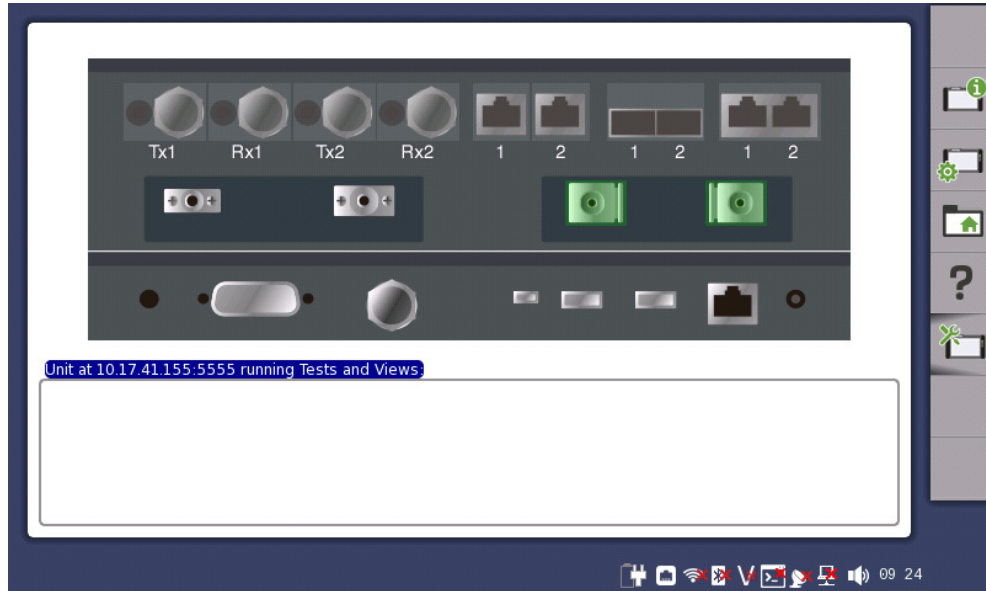 Tx1 Rx1 Tx2 Rx2 1 2 1 2 1 2
Unit at 10.17.41.155:5555 running Tests and Views:
09 24